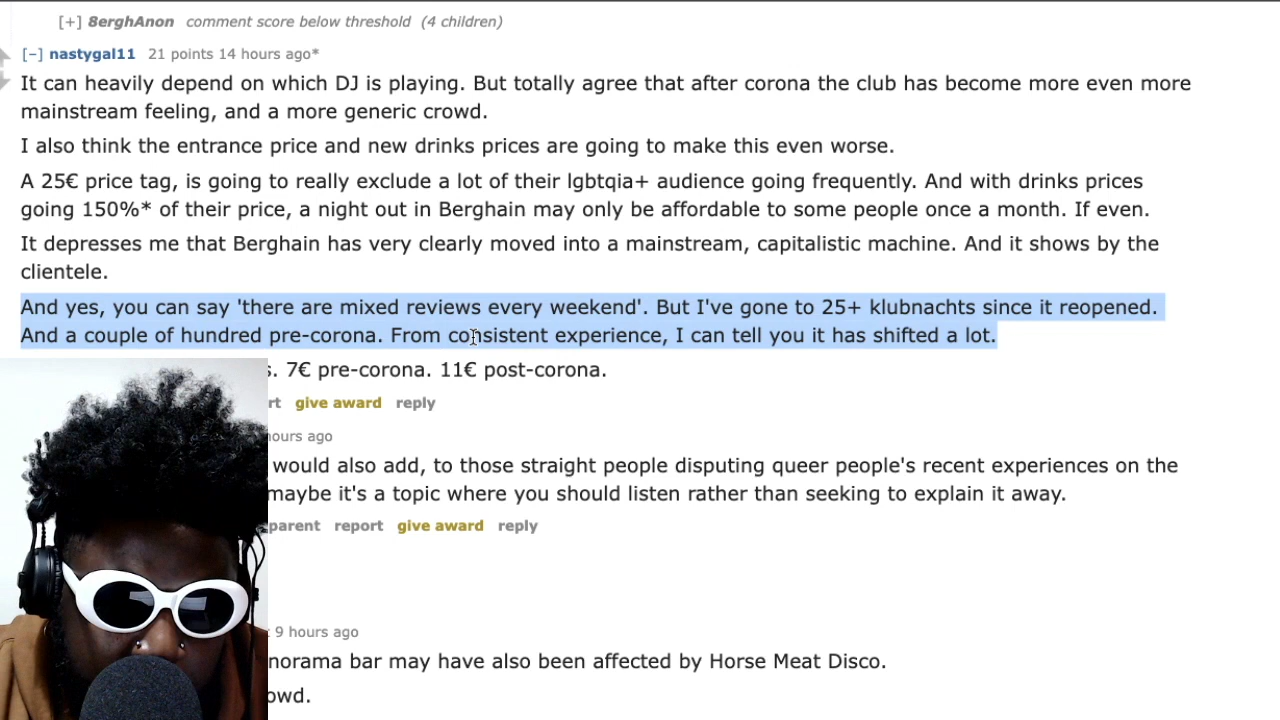 [+] 8erghAnon comment score below threshold (4 children)
[–] nastygal11 21 points 14 hours ago*
It can heavily depend on which DJ is playing. But totally agree that after corona the club has become more even more
mainstream feeling, and a more generic crowd.
I also think the entrance price and new drinks prices are going to make this even worse.
A 25€ price tag, is going to really exclude a lot of their lgbtqia+ audience going frequently. And with drinks prices
going 150%* of their price, a night out in Berghain may only be affordable to some people once a month. If even.
It depresses me that Berghain has very clearly moved into a mainstream, capitalistic machine. And it shows by the
clientele.
And yes, you can say 'there are mixed reviews every weekend'. But I've gone to 25+ klubnachts since it reopened.
And a couple of hundred pre-corona. From consistent experience, I can tell you it has shifted a lot.
7€ pre-corona. 11€ post-corona.
give award reply
ago
would also add, to those straight people disputing queer people's recent experiences on the
maybe it's a topic where you should listen rather than seeking to explain it away.
parent report give award reply
9 hours ago
bar may have also been affected by Horse Meat Disco.